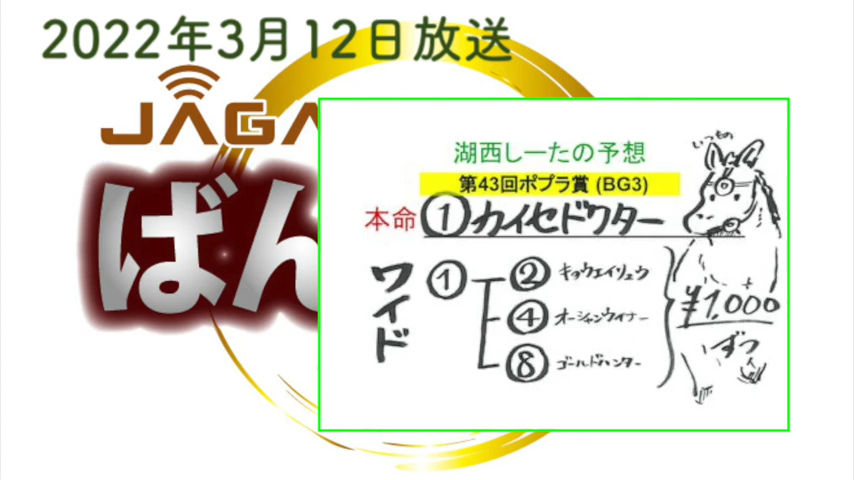 2022年3月12日放送
JAGA
ばん
湖西しーたの予想
第43回ポプラ賞 (BG3)
いつもの
本命 ①カイセドクター
ワイド
① ② キョウエイリュウ
④ オーシャンウイナー
⑧ ゴールドハンター
¥1,000
ずつ